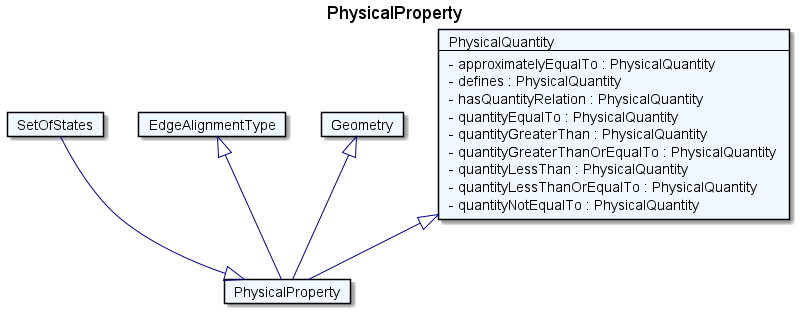 PhysicalProperty
PhysicalQuantity
- approximatelyEqualTo : PhysicalQuantity
- defines : PhysicalQuantity
- hasQuantityRelation : PhysicalQuantity
- quantityEqualTo : PhysicalQuantity
- quantityGreaterThan : PhysicalQuantity
- quantityGreaterThanOrEqualTo : PhysicalQuantity
- quantityLessThan : PhysicalQuantity
- quantityLessThanOrEqualTo : PhysicalQuantity
- quantityNotEqualTo : PhysicalQuantity
SetOfStates
EdgeAlignmentType
Geometry
PhysicalProperty